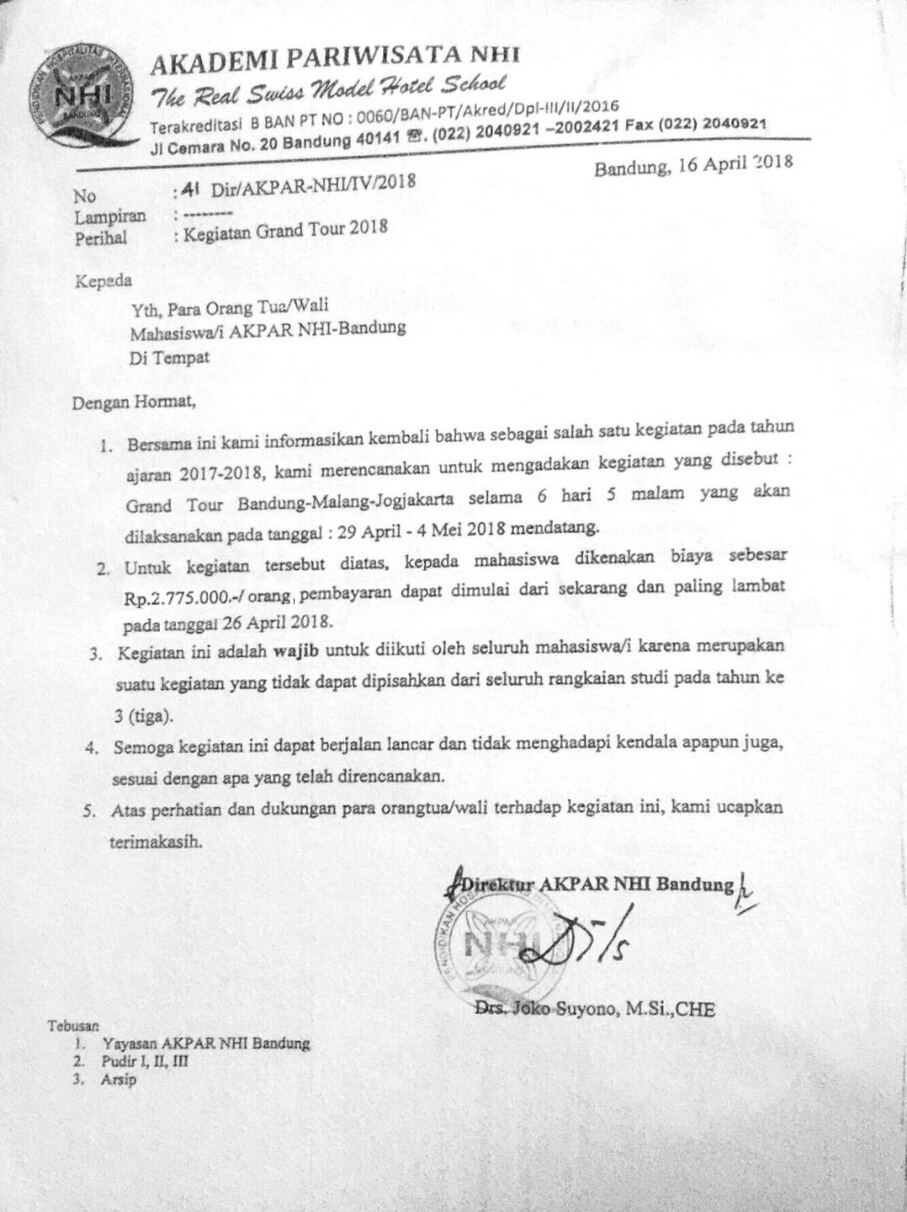 PENDIDIKAN HOSPITALITAS INTERNASIONAL
AKPAR
NHI
BANDUNG
AKADEMI PARIWISATA NHI
The Real Swiss Model Hotel School
Terakreditasi B BAN PT NO : 0060/BAN-PT/Akred/Dpl-III/II/2016
Jl Cemara No. 20 Bandung 40141 ☎. (022) 2040921 –2002421 Fax (022) 2040921
Bandung, 16 April 2018
No : 41 Dir/AKPAR-NHI/IV/2018
Lampiran : --------
Perihal : Kegiatan Grand Tour 2018
Kepada
Yth, Para Orang Tua/Wali
Mahasiswa/i AKPAR NHI-Bandung
Di Tempat
Dengan Hormat,
1. Bersama ini kami informasikan kembali bahwa sebagai salah satu kegiatan pada tahun
ajaran 2017-2018, kami merencanakan untuk mengadakan kegiatan yang disebut :
Grand Tour Bandung-Malang-Jogjakarta selama 6 hari 5 malam yang akan
dilaksanakan pada tanggal : 29 April - 4 Mei 2018 mendatang.
2. Untuk kegiatan tersebut diatas, kepada mahasiswa dikenakan biaya sebesar
Rp.2.775.000.-/ orang, pembayaran dapat dimulai dari sekarang dan paling lambat
pada tanggal 26 April 2018.
3. Kegiatan ini adalah wajib untuk diikuti oleh seluruh mahasiswa/i karena merupakan
suatu kegiatan yang tidak dapat dipisahkan dari seluruh rangkaian studi pada tahun ke
3 (tiga).
4. Semoga kegiatan ini dapat berjalan lancar dan tidak menghadapi kendala apapun juga,
sesuai dengan apa yang telah direncanakan.
5. Atas perhatian dan dukungan para orangtua/wali terhadap kegiatan ini, kami ucapkan
terimakasih.
Direktur AKPAR NHI Bandung
NHI
Drs. Joko Suyono, M.Si.,CHE
Tebusan
1. Yayasan AKPAR NHI Bandung
2. Pudir I, II, III
3. Arsip